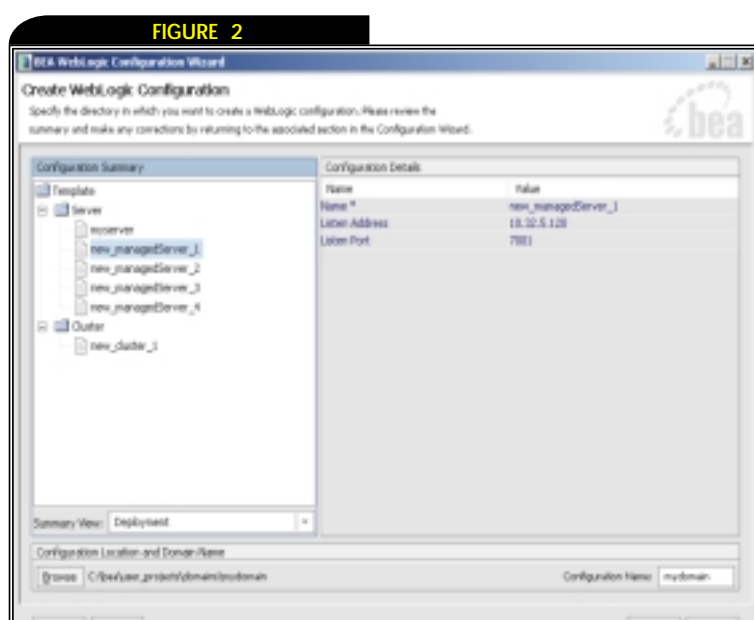 FIGURE 2
BEA WebLogic Configuration Wizard
Create WebLogic Configuration
Specify the directory in which you want to create a WebLogic configuration. Please review the
summary and make any corrections by returning to the associated section in the Configuration Wizard.
bea
Configuration Summary
Template
Server
myserver
new_managedServer_1
new_managedServer_2
new_managedServer_3
new_managedServer_4
Cluster
new_cluster_1
Summary View: Deployment
Configuration Details
Name Value
Name * new_managedServer_1
Listen Address 10.32.5.128
Listen Port 7001
Configuration Location and Domain Name
Browse C:\bea\user_projects\domains\mydomain Configuration Name: mydomain